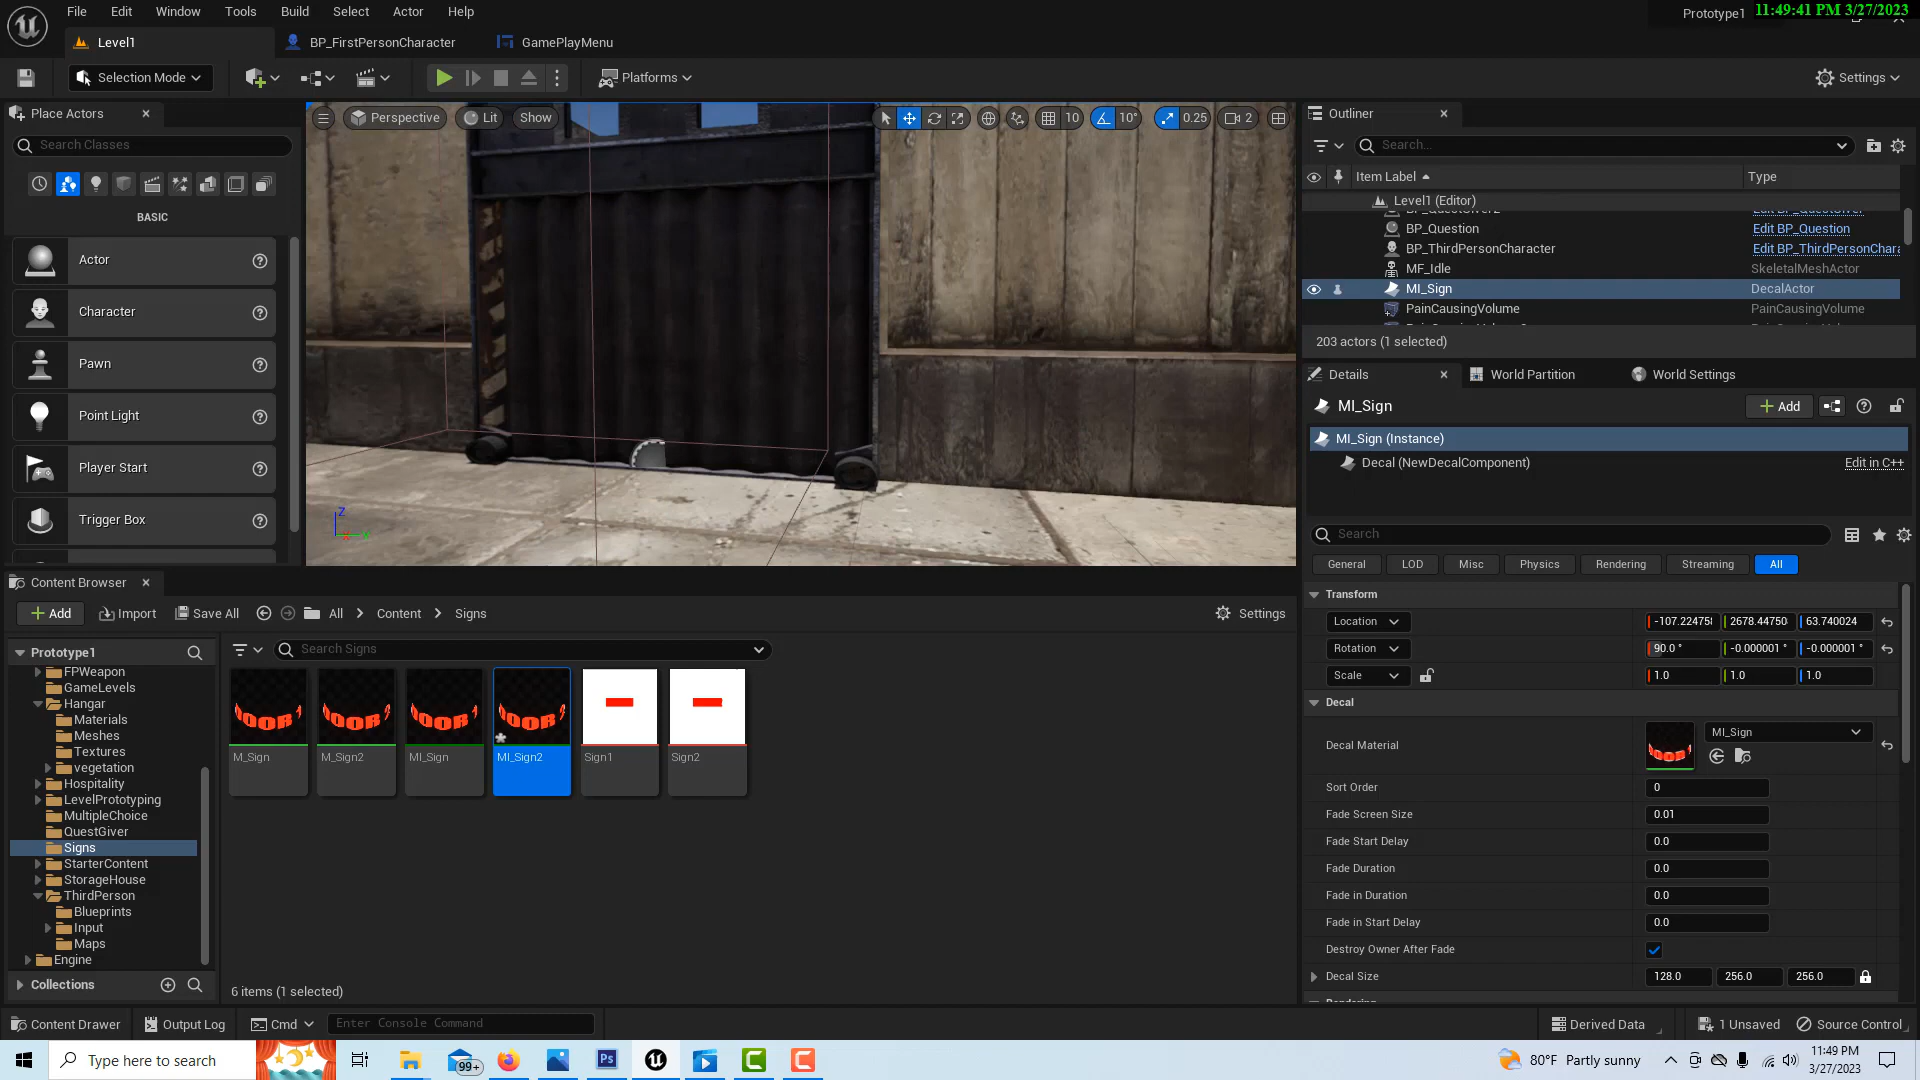 File Edit Window Tools Build Select Actor Help
Prototype1
11:49:41 PM 3/27/2023
Level1
BP_FirstPersonCharacter
GamePlayMenu
Selection Mode
Platforms
Settings
Place Actors
Search Classes
BASIC
Actor
Character
Pawn
Point Light
Player Start
Trigger Box
Perspective
Lit
Show
10
10°
0.25
2
Z
Outliner
Search...
Item Label
Type
Level1 (Editor)
BP_Question
Edit BP_Question
BP_ThirdPersonCharacter
Edit BP_ThirdPersonChara
MF_Idle
SkeletalMeshActor
MI_Sign
DecalActor
PainCausingVolume
PainCausingVolume
203 actors (1 selected)
Details
World Partition
World Settings
MI_Sign
Add
MI_Sign (Instance)
Decal (NewDecalComponent)
Edit in C++
Search
General
LOD
Misc
Physics
Rendering
Streaming
All
Transform
Location
-107.224758
2678.44750
63.740024
Rotation
90.0 °
-0.000001 °
-0.000001 °
Scale
1.0
1.0
1.0
Decal
Decal Material
MI_Sign
Sort Order
0
Fade Screen Size
0.01
Fade Start Delay
0.0
Fade Duration
0.0
Fade in Duration
0.0
Fade in Start Delay
0.0
Destroy Owner After Fade
Decal Size
128.0
256.0
256.0
Content Browser
Add
Import
Save All
All
Content
Signs
Settings
Prototype1
FPWeapon
GameLevels
Hangar
Materials
Meshes
Textures
vegetation
Hospitality
LevelPrototyping
MultipleChoice
QuestGiver
Signs
StarterContent
StorageHouse
ThirdPerson
Blueprints
Input
Maps
Engine
Collections
Search Signs
M_Sign
M_Sign2
MI_Sign
MI_Sign2
Sign1
Sign2
6 items (1 selected)
Content Drawer
Output Log
Cmd
Enter Console Command
Derived Data
1 Unsaved
Source Control
Type here to search
99+
Ps
80°F Partly sunny
11:49 PM
3/27/2023